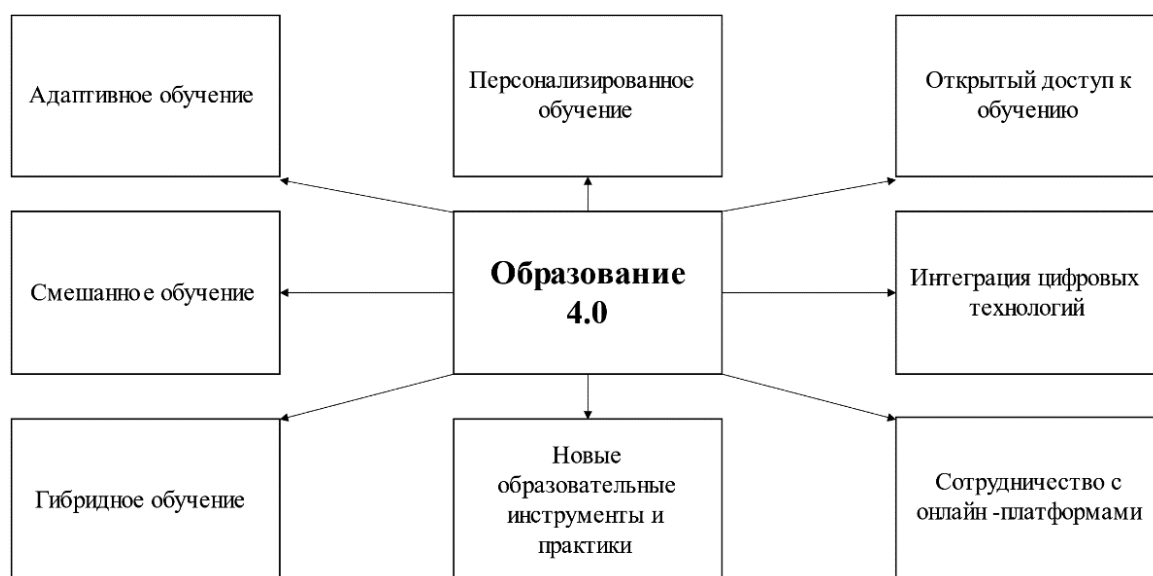 Адаптивное обучение
Персонализированное
обучение
Открытый доступ к
обучению
Смешанное обучение
Образование
4.0
Интеграция цифровых
технологий
Гибридное обучение
Новые
образовательные
инструменты и
практики
Сотрудничество с
онлайн -платформами